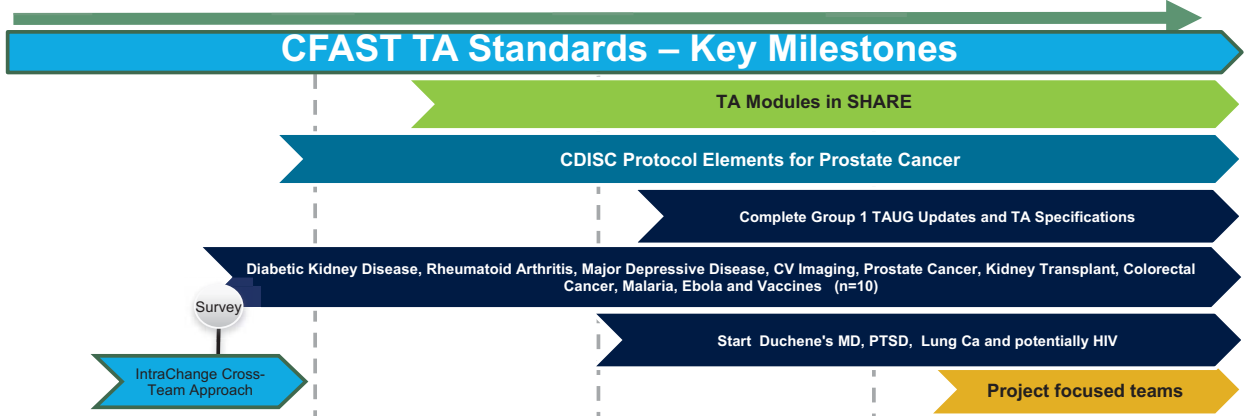 CFAST TA Standards – Key Milestones
TA Modules in SHARE
CDISC Protocol Elements for Prostate Cancer
Complete Group 1 TAUG Updates and TA Specifications
Diabetic Kidney Disease, Rheumatoid Arthritis, Major Depressive Disease, CV Imaging, Prostate Cancer, Kidney Transplant, Colorectal
Cancer, Malaria, Ebola and Vaccines (n=10)
Survey
Start Duchene's MD, PTSD, Lung Ca and potentially HIV
IntraChange Cross-
Team Approach
Project focused teams